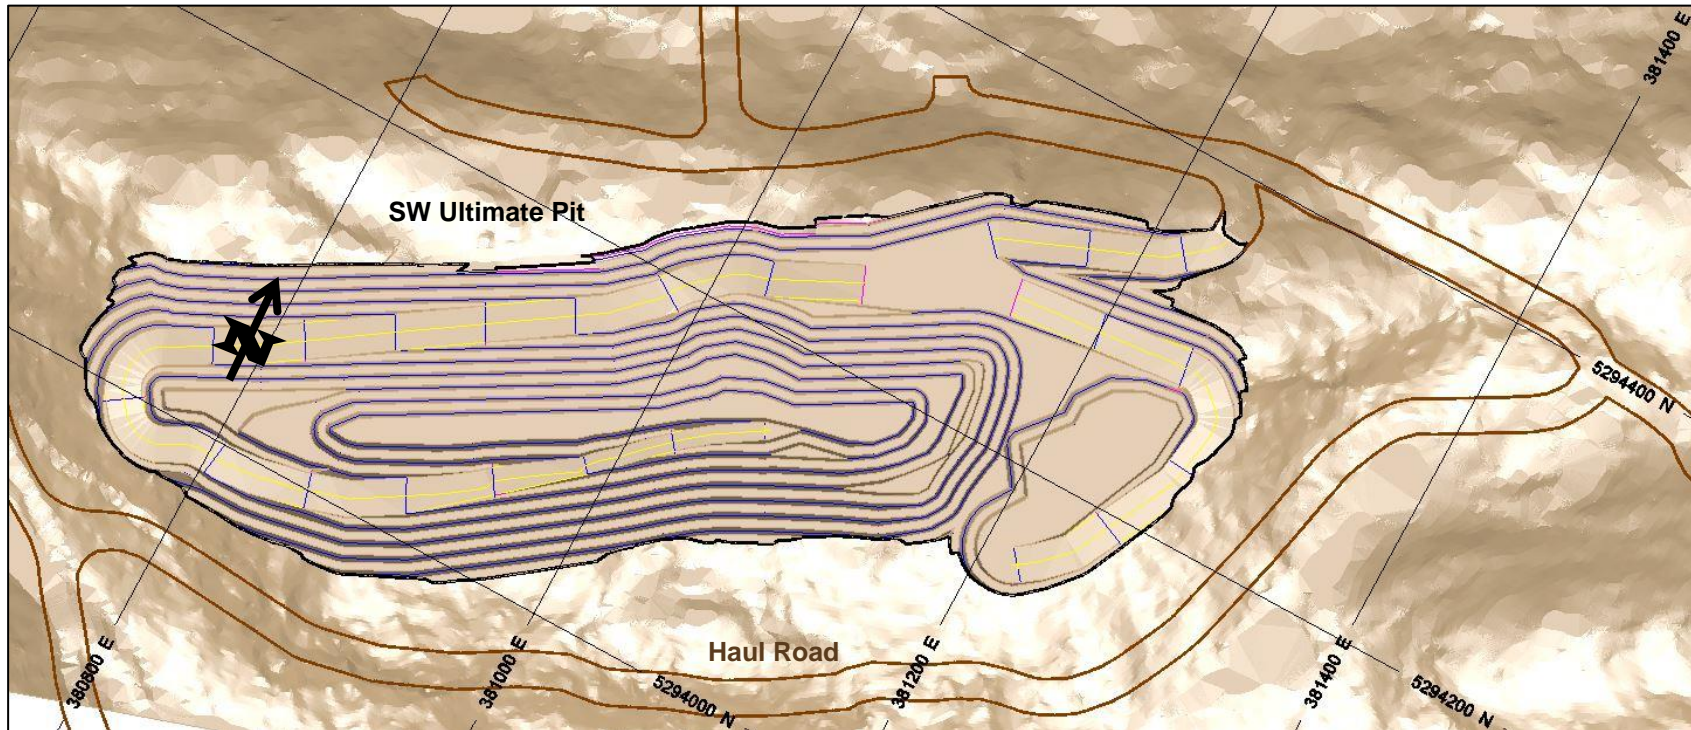 381400 E
SW Ultimate Pit
N
5294400 N
Haul Road
380800 E
381000 E
5294000 N
381200 E
381400 E
5294200 N